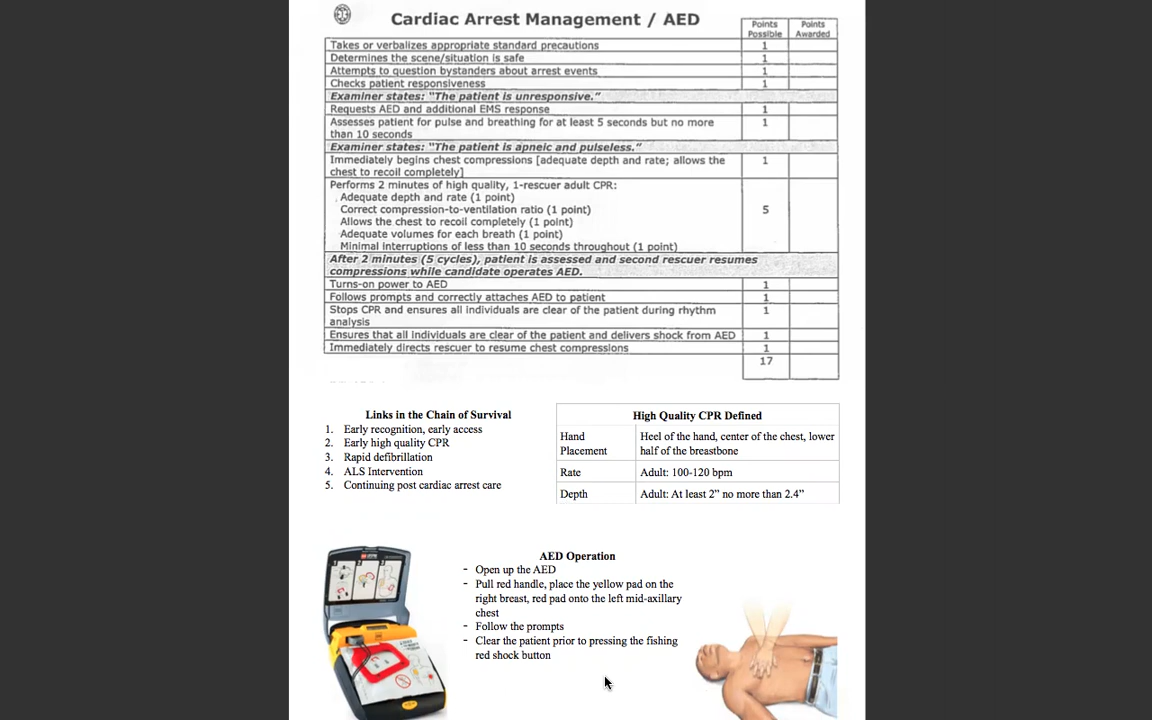 Cardiac Arrest Management / AED
Points Possible
Points Awarded
Takes or verbalizes appropriate standard precautions 1
Determines the scene/situation is safe 1
Attempts to question bystanders about arrest events 1
Checks patient responsiveness 1
Examiner states: "The patient is unresponsive."
Requests AED and additional EMS response 1
Assesses patient for pulse and breathing for at least 5 seconds but no more 1
than 10 seconds
Examiner states: "The patient is apneic and pulseless."
Immediately begins chest compressions [adequate depth and rate; allows the 1
chest to recoil completely]
Performs 2 minutes of high quality, 1-rescuer adult CPR:
Adequate depth and rate (1 point)
Correct compression-to-ventilation ratio (1 point) 5
Allows the chest to recoil completely (1 point)
Adequate volumes for each breath (1 point)
Minimal interruptions of less than 10 seconds throughout (1 point)
After 2 minutes (5 cycles), patient is assessed and second rescuer resumes
compressions while candidate operates AED.
Turns-on power to AED 1
Follows prompts and correctly attaches AED to patient 1
Stops CPR and ensures all individuals are clear of the patient during rhythm 1
analysis
Ensures that all individuals are clear of the patient and delivers shock from AED 1
Immediately directs rescuer to resume chest compressions 1
17
Links in the Chain of Survival
1. Early recognition, early access
2. Early high quality CPR
3. Rapid defibrillation
4. ALS Intervention
5. Continuing post cardiac arrest care
High Quality CPR Defined
Hand Placement
Heel of the hand, center of the chest, lower
half of the breastbone
Rate Adult: 100-120 bpm
Depth Adult: At least 2" no more than 2.4"
AED Operation
- Open up the AED
- Pull red handle, place the yellow pad on the
right breast, red pad onto the left mid-axillary
chest
- Follow the prompts
- Clear the patient prior to pressing the fishing
red shock button